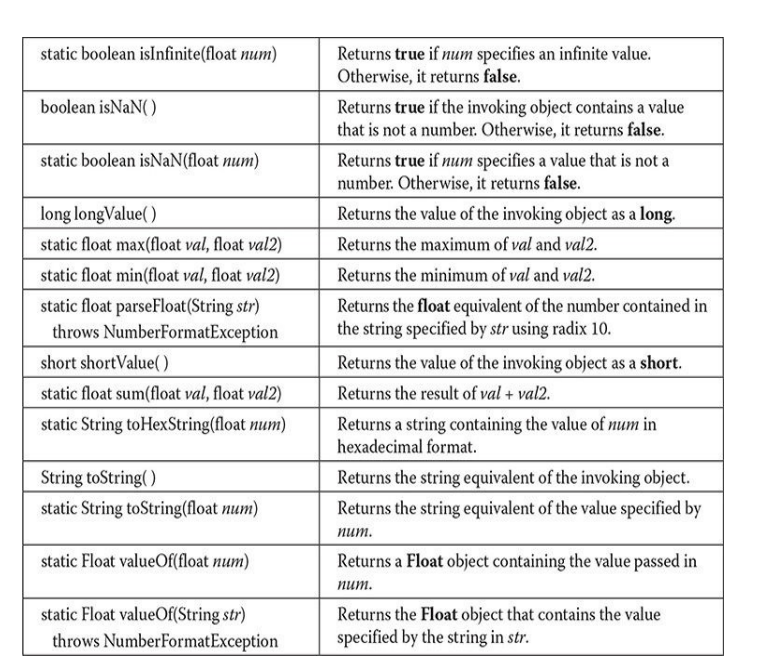 static boolean isInfinite(float num)
Returns true if num specifies an infinite value.
Otherwise, it returns false.
boolean isNaN( )
Returns true if the invoking object contains a value
that is not a number. Otherwise, it returns false.
static boolean isNaN(float num)
Returns true if num specifies a value that is not a
number. Otherwise, it returns false.
long longValue( )
Returns the value of the invoking object as a long.
static float max(float val, float val2)
Returns the maximum of val and val2.
static float min(float val, float val2)
Returns the minimum of val and val2.
static float parseFloat(String str)
throws NumberFormatException
Returns the float equivalent of the number contained in
the string specified by str using radix 10.
short shortValue( )
Returns the value of the invoking object as a short.
static float sum(float val, float val2)
Returns the result of val + val2.
static String toHexString(float num)
Returns a string containing the value of num in
hexadecimal format.
String toString( )
Returns the string equivalent of the invoking object.
static String toString(float num)
Returns the string equivalent of the value specified by
num.
static Float valueOf(float num)
Returns a Float object containing the value passed in
num.
static Float valueOf(String str)
throws NumberFormatException
Returns the Float object that contains the value
specified by the string in str.